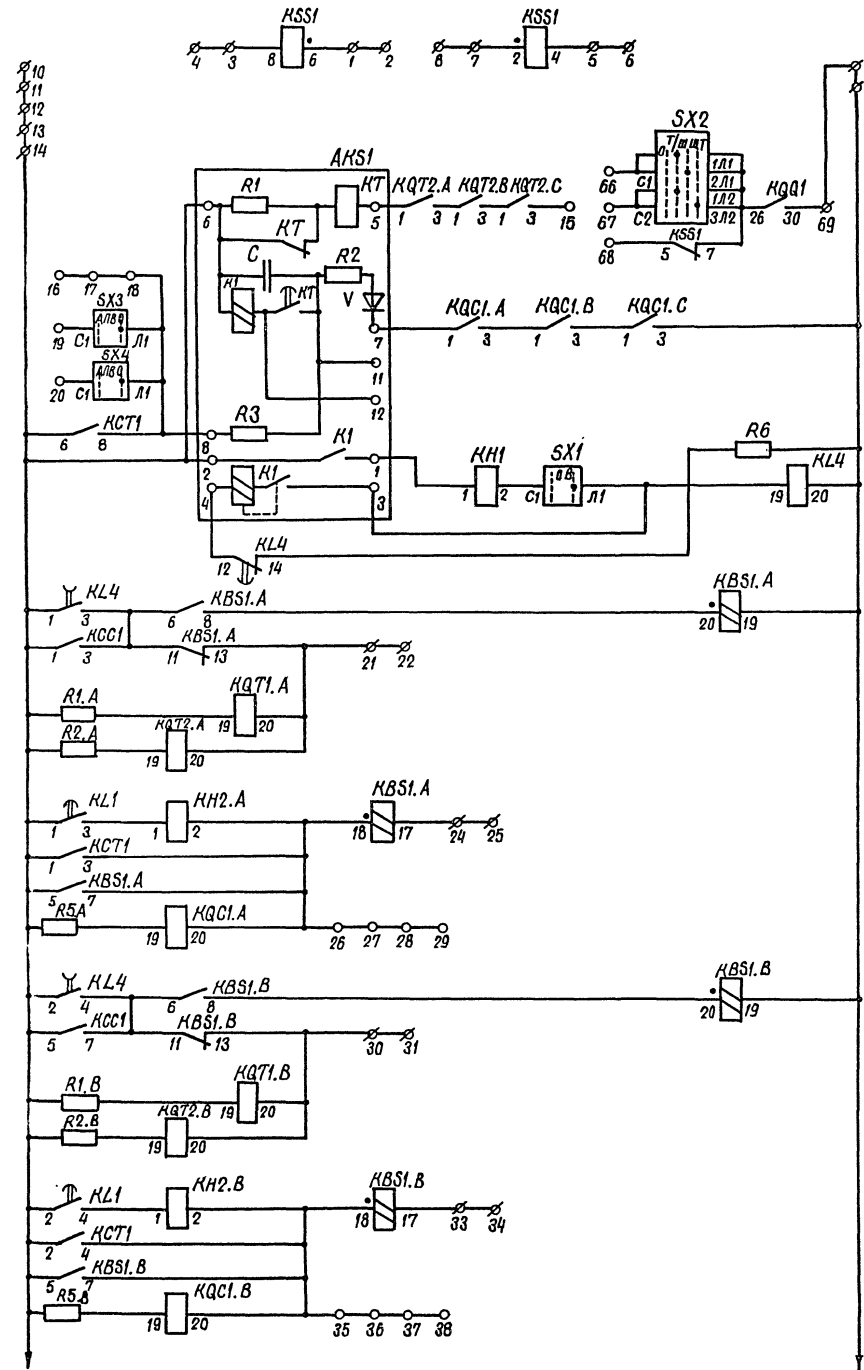 KSS1 KSS1
4 3 8 6 1 2 8 7 2 4 5 6
10
11
12
13
14
SX2
AKS1
R1 KT KQT2.A KQT2.B KQT2.C
6 5 1 3 1 3 1 3 15
66 C1 1Л1 KQQ1
2Л1
67 C2 1Л2 26 30 69
3Л2
KT
68 KSS1
5 7
C R2
K1 KT V
16 17 18
SX3
АЛВО
19 C1 Л1
KQC1.A KQC1.B KQC1.C
7 1 3 1 3 1 3
SX4
АЛВО
20 C1 Л1
11
12
KCT1 R3
6 8 8
K1 KH1 SX1 R6 KL4
2 1 1 2 C1 О В Л1 19 20
K1
4 3
KL4
12 14
KL4 KBS1.A KBS1.A
1 3 6 8 20 19
KCC1 KBS1.A
1 3 11 13 21 22
R1.A KQT1.A
19 20
R2.A KQT2.A
19 20
KL1 KH2.A KBS1.A
1 3 1 2 18 17 24 25
KCT1
1 3
KBS1.A
5 7
R5A KQC1.A
19 20 26 27 28 29
KL4 KBS1.B KBS1.B
2 4 6 8 20 19
KCC1 KBS1.B
5 7 11 13 30 31
R1.B KQT1.B
19 20
R2.B KQT2.B
19 20
KL1 KH2.B KBS1.B
2 4 1 2 18 17 33 34
KCT1
2 4
KBS1.B
5 7
R5.B KQC1.B
19 20 35 36 37 38